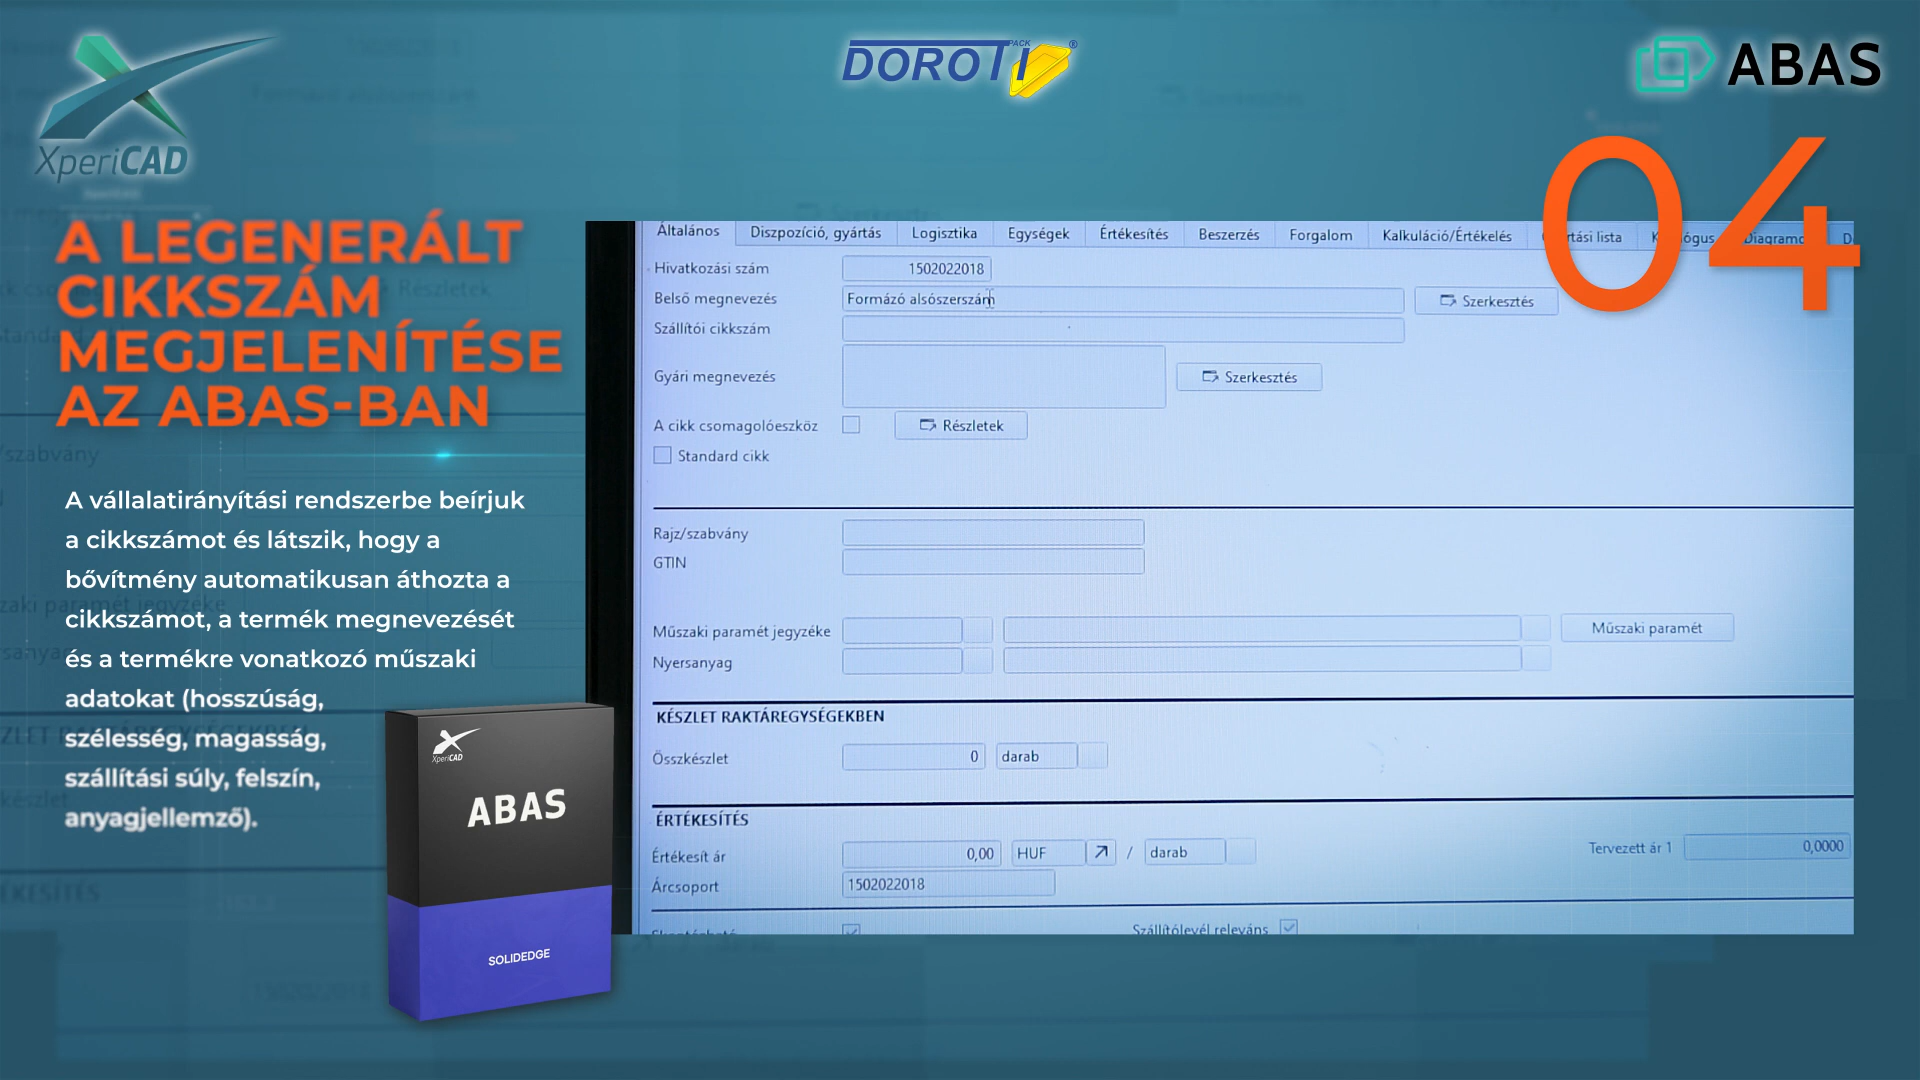 XperiCAD
DOROTI
PACK
®
ABAS
04
A LEGENERÁLT
CIKKSZÁM
MEGJELENÍTÉSE
AZ ABAS-BAN
A vállalatirányítási rendszerbe beírjuk
a cikkszámot és látszik, hogy a
bővítmény automatikusan áthozta a
cikkszámot, a termék megnevezését
és a termékre vonatkozó műszaki
adatokat (hosszúság,
szélesség, magasság,
szállítási súly, felszín,
anyagjellemző).
XperiCAD
ABAS
SOLIDEDGE
Általános Diszpozíció, gyártás Logisztika Egységek Értékesítés Beszerzés Forgalom Kalkuláció/Értékelés lista
Hivatkozási szám 1502022018
Belső megnevezés Formázó alsószerszám Szerkesztés
Szállítói cikkszám
Gyári megnevezés Szerkesztés
A cikk csomagolóeszköz Részletek
Standard cikk
Rajz/szabvány
GTIN
Műszaki paramét jegyzéke Műszaki paramét
Nyersanyag
KÉSZLET RAKTÁREGYSÉGEKBEN
Összkészlet 0 darab
ÉRTÉKESÍTÉS
Értékesít ár 0,00 HUF / darab Tervezett ár 1 0,0000
Árcsoport 1502022018
Szállítólevél releváns